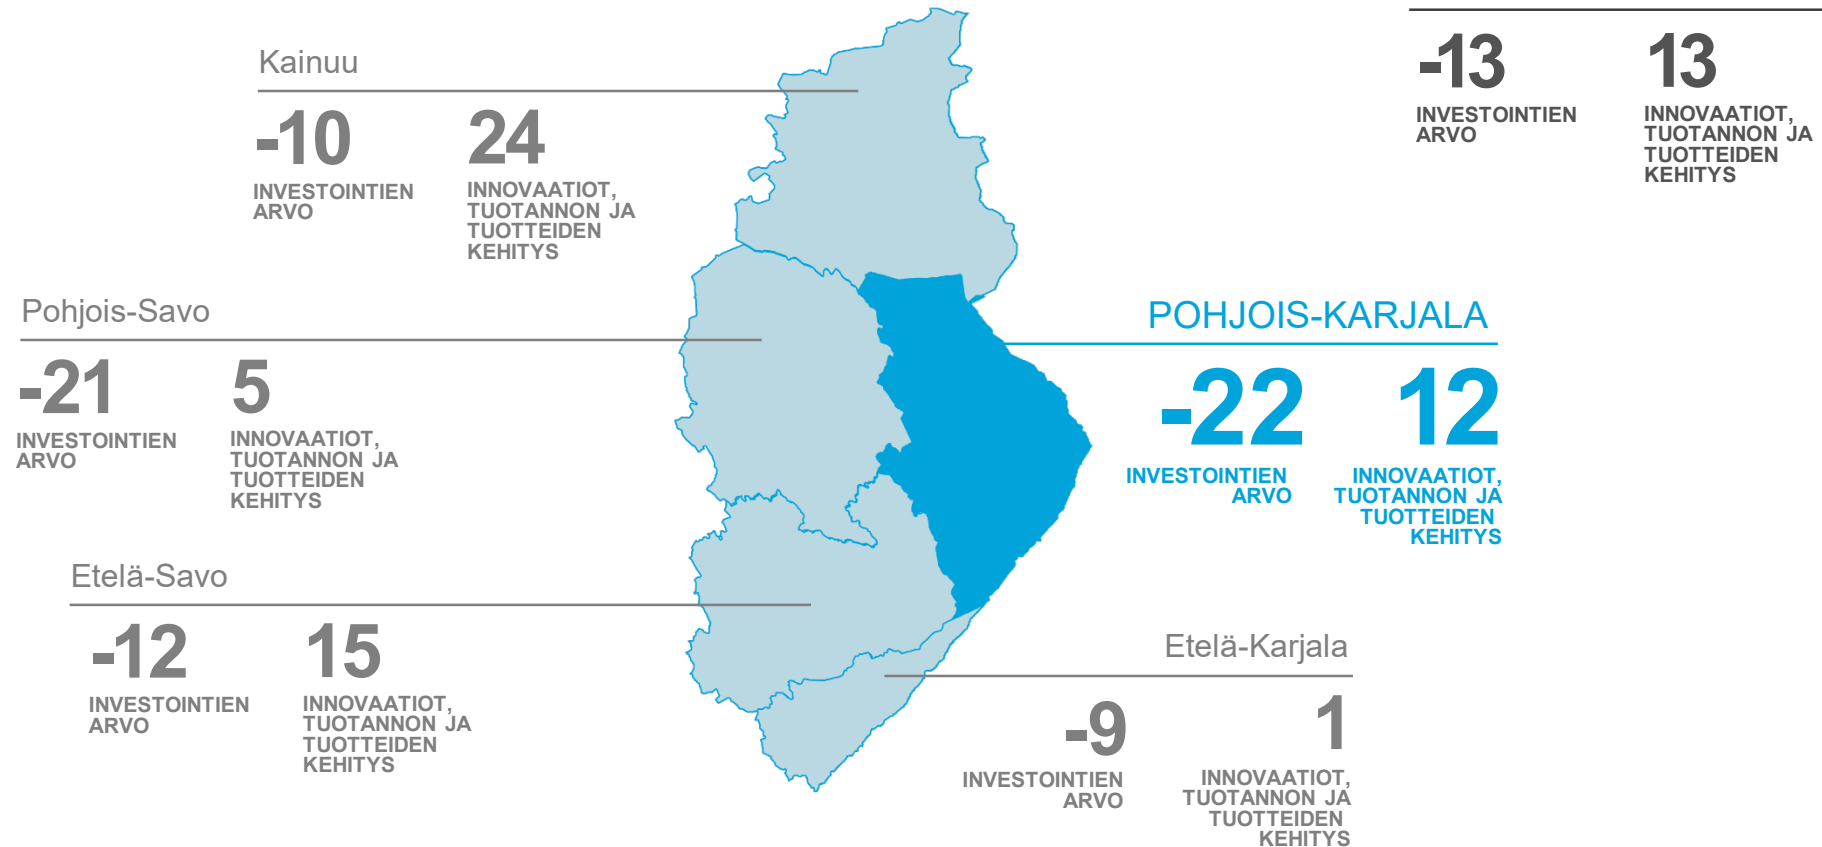 -13
INVESTOINTIEN
ARVO
13
INNOVAATIOT,
TUOTANNON JA
TUOTTEIDEN
KEHITYS
Kainuu
-10
INVESTOINTIEN
ARVO
24
INNOVAATIOT,
TUOTANNON JA
TUOTTEIDEN
KEHITYS
Pohjois-Savo
-21
INVESTOINTIEN
ARVO
5
INNOVAATIOT,
TUOTANNON JA
TUOTTEIDEN
KEHITYS
POHJOIS-KARJALA
-22
INVESTOINTIEN
ARVO
12
INNOVAATIOT,
TUOTANNON JA
TUOTTEIDEN
KEHITYS
Etelä-Savo
-12
INVESTOINTIEN
ARVO
15
INNOVAATIOT,
TUOTANNON JA
TUOTTEIDEN
KEHITYS
Etelä-Karjala
-9
INVESTOINTIEN
ARVO
1
INNOVAATIOT,
TUOTANNON JA
TUOTTEIDEN
KEHITYS